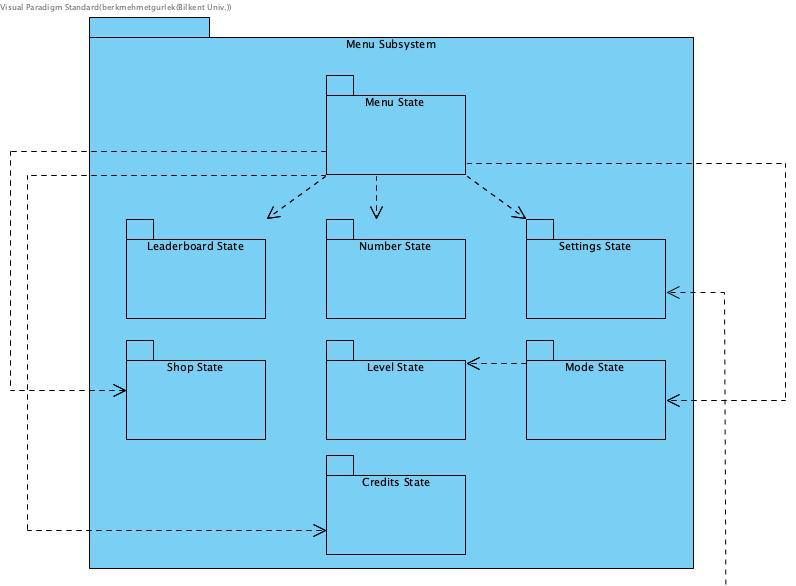 Visual Paradigm Standard(berkmehmetgurlek(Bilkent Univ.))
Menu Subsystem
Menu State
Leaderboard State
Number State
Settings State
Shop State
Level State
Mode State
Credits State